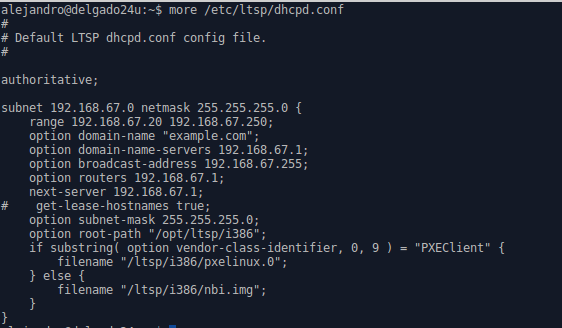 alejandro@delgado24u:~$ more /etc/ltsp/dhcpd.conf
#
# Default LTSP dhcpd.conf config file.
#

authoritative;

subnet 192.168.67.0 netmask 255.255.255.0 {
    range 192.168.67.20 192.168.67.250;
    option domain-name "example.com";
    option domain-name-servers 192.168.67.1;
    option broadcast-address 192.168.67.255;
    option routers 192.168.67.1;
    next-server 192.168.67.1;
#    get-lease-hostnames true;
    option subnet-mask 255.255.255.0;
    option root-path "/opt/ltsp/i386";
    if substring( option vendor-class-identifier, 0, 9 ) = "PXEClient" {
        filename "/ltsp/i386/pxelinux.0";
    } else {
        filename "/ltsp/i386/nbi.img";
    }
}